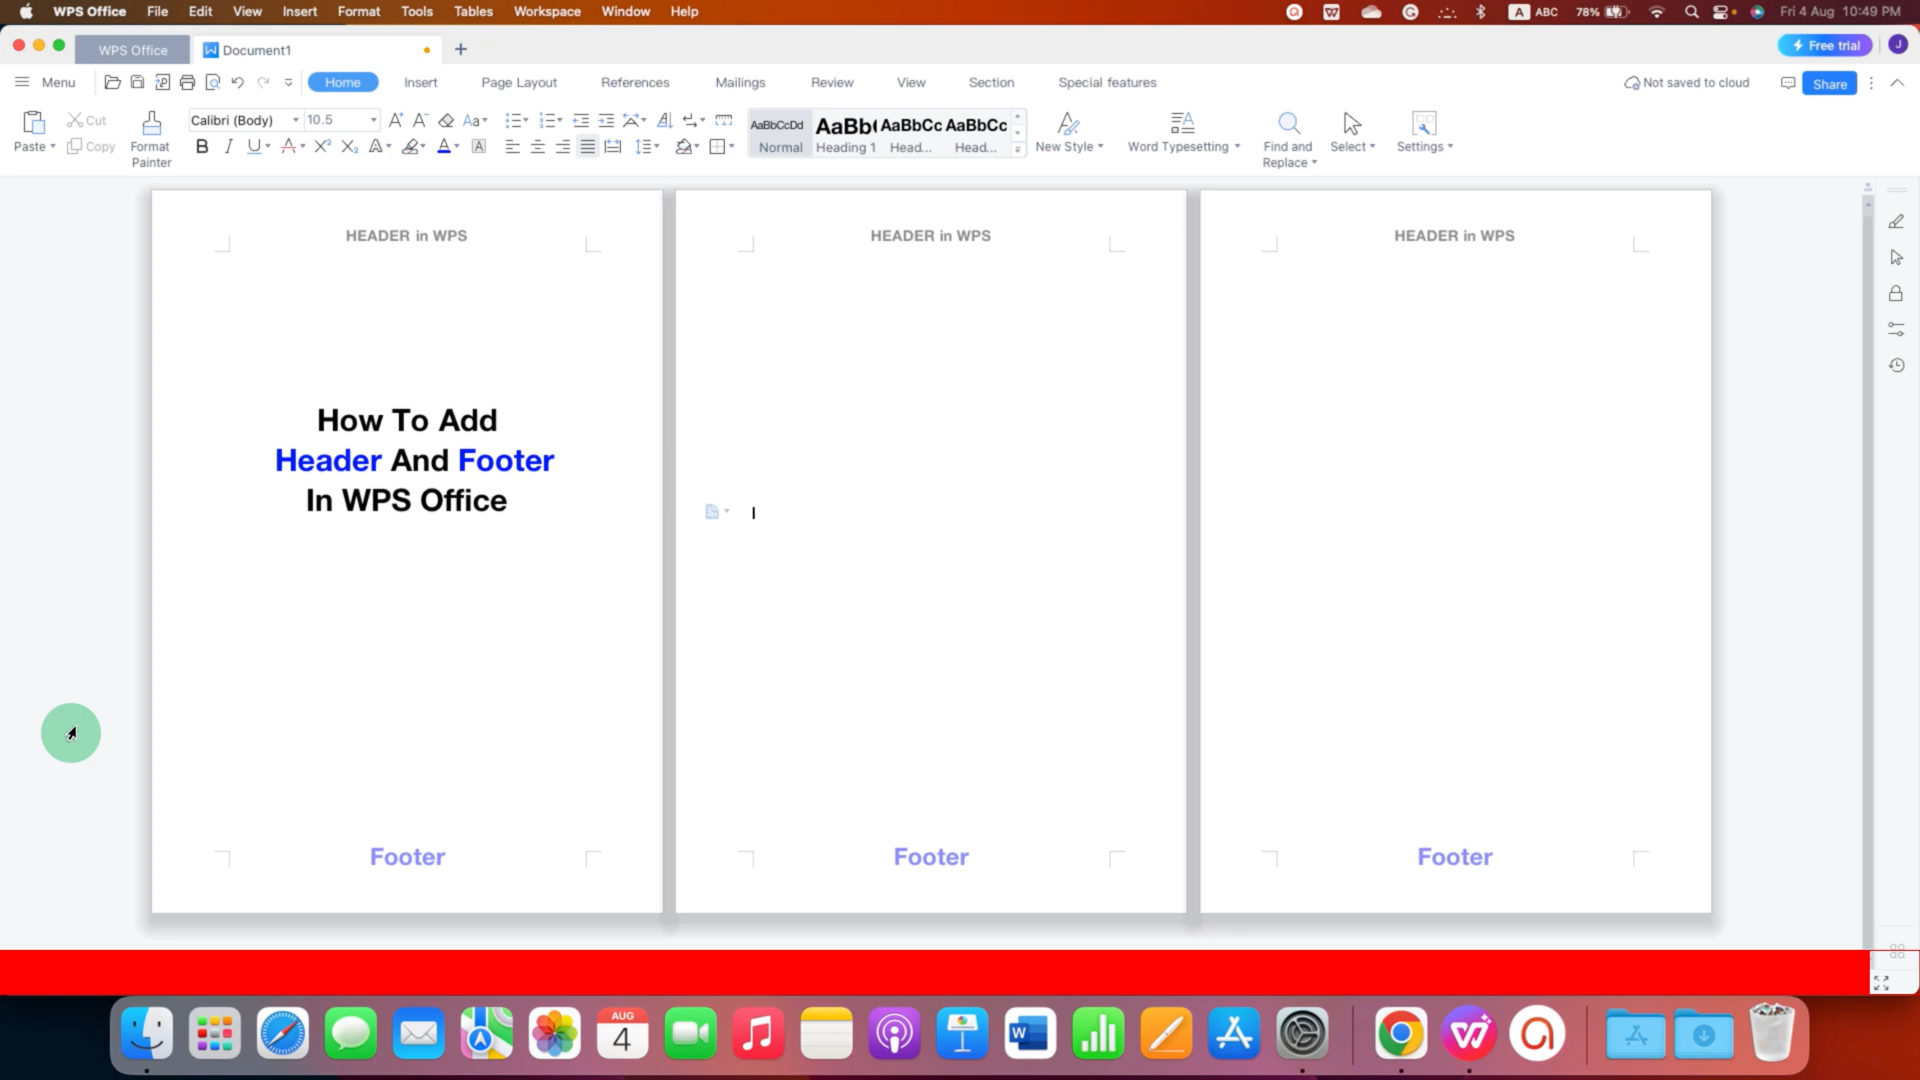 WPS Office File Edit View Insert Format Tools Tables Workspace Window Help A ABC 78% Fri 4 Aug 10:49 PM
WPS Office Document1 + Free trial J
Menu Home Insert Page Layout References Mailings Review View Section Special features Not saved to cloud Share
Paste Cut Copy Format Painter Calibri (Body) 10.5
AaBbCcDd AaBb( AaBbCc AaBbCc
Normal Heading 1 Head... Head...
New Style Word Typesetting Find and Replace Select Settings
HEADER in WPS HEADER in WPS HEADER in WPS
How To Add
Header And Footer
In WPS Office
Footer Footer Footer
AUG
4